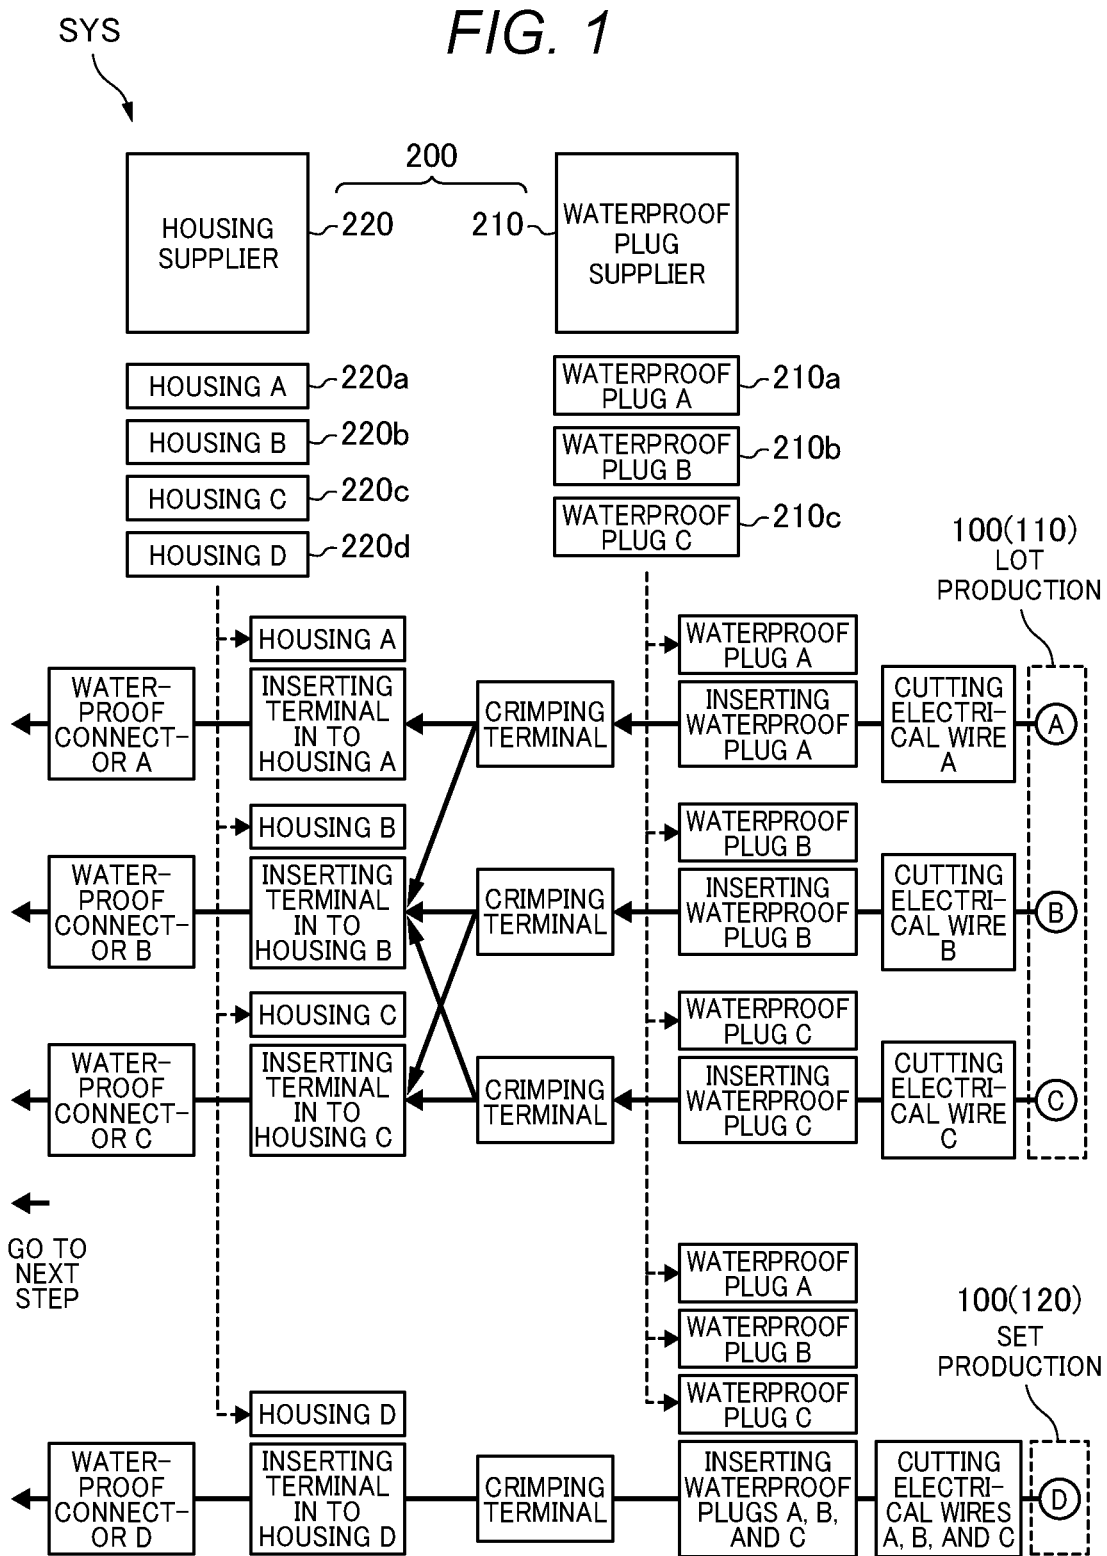 FIG. 1
SYS
200
HOUSING
SUPPLIER
220
210
WATERPROOF
PLUG
SUPPLIER
HOUSING A
220a
HOUSING B
220b
HOUSING C
220c
HOUSING D
220d
WATERPROOF
PLUG A
210a
WATERPROOF
PLUG B
210b
WATERPROOF
PLUG C
210c
100(110)
LOT
PRODUCTION
HOUSING A
WATERPROOF
PLUG A
WATER-
PROOF
CONNECT-
OR A
INSERTING
TERMINAL
IN TO
HOUSING A
CRIMPING
TERMINAL
INSERTING
WATERPROOF
PLUG A
CUTTING
ELECTRI-
CAL WIRE
A
A
HOUSING B
WATERPROOF
PLUG B
WATER-
PROOF
CONNECT-
OR B
INSERTING
TERMINAL
IN TO
HOUSING B
CRIMPING
TERMINAL
INSERTING
WATERPROOF
PLUG B
CUTTING
ELECTRI-
CAL WIRE
B
B
HOUSING C
WATERPROOF
PLUG C
WATER-
PROOF
CONNECT-
OR C
INSERTING
TERMINAL
IN TO
HOUSING C
CRIMPING
TERMINAL
INSERTING
WATERPROOF
PLUG C
CUTTING
ELECTRI-
CAL WIRE
C
C
GO TO
NEXT
STEP
WATERPROOF
PLUG A
WATERPROOF
PLUG B
WATERPROOF
PLUG C
100(120)
SET
PRODUCTION
HOUSING D
WATER-
PROOF
CONNECT-
OR D
INSERTING
TERMINAL
IN TO
HOUSING D
CRIMPING
TERMINAL
INSERTING
WATERPROOF
PLUGS A, B,
AND C
CUTTING
ELECTRI-
CAL WIRES
A, B, AND C
D